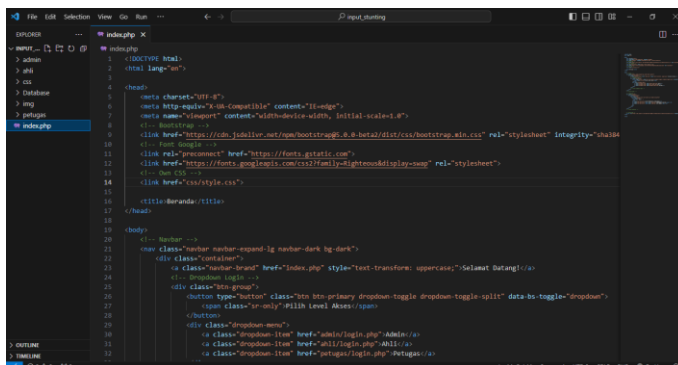 File Edit Selection View Go Run ...
input_stunting
EXPLORER
index.php
INPUT_...
admin
ahli
css
Database
img
petugas
index.php
OUTLINE
TIMELINE
index.php
1 <!DOCTYPE html>
2 <html lang="en">
3
4 <head>
5 <meta charset="UTF-8">
6 <meta http-equiv="X-UA-Compatible" content="IE=edge">
7 <meta name="viewport" content="width=device-width, initial-scale=1.0">
8 <!-- Bootstrap -->
9 <link href="https://cdn.jsdelivr.net/npm/bootstrap@5.0.0-beta2/dist/css/bootstrap.min.css" rel="stylesheet" integrity="sha384
10 <!-- Font Google -->
11 <link rel="preconnect" href="https://fonts.gstatic.com">
12 <link href="https://fonts.googleapis.com/css2?family=Righteous&display=swap" rel="stylesheet">
13 <!-- Own CSS -->
14 <link href="css/style.css">
15
16 <title>Beranda</title>
17 </head>
18
19 <body>
20 <!-- Navbar -->
21 <nav class="navbar navbar-expand-lg navbar-dark bg-dark">
22 <div class="container">
23 <a class="navbar-brand" href="index.php" style="text-transform: uppercase;">Selamat Datang!</a>
24 <!-- Dropdown Login -->
25 <div class="btn-group">
26 <button type="button" class="btn btn-primary dropdown-toggle dropdown-toggle-split" data-bs-toggle="dropdown">
27 <span class="sr-only">Pilih Level Akses</span>
28 </button>
29 <div class="dropdown-menu">
30 <a class="dropdown-item" href="admin/login.php">Admin</a>
31 <a class="dropdown-item" href="ahli/login.php">Ahli</a>
32 <a class="dropdown-item" href="petugas/login.php">Petugas</a>